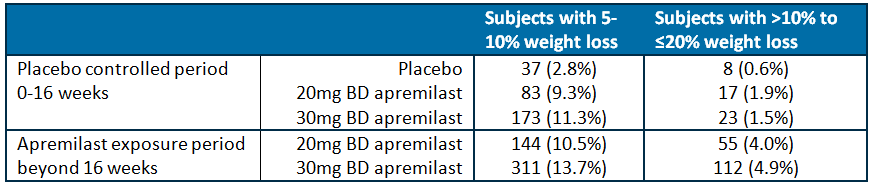 Subjects with 5-10% weight loss Subjects with >10% to ≤20% weight loss
Placebo controlled period 0-16 weeks Placebo 37 (2.8%) 8 (0.6%)
20mg BD apremilast 83 (9.3%) 17 (1.9%)
30mg BD apremilast 173 (11.3%) 23 (1.5%)
Apremilast exposure period beyond 16 weeks 20mg BD apremilast 144 (10.5%) 55 (4.0%)
30mg BD apremilast 311 (13.7%) 112 (4.9%)